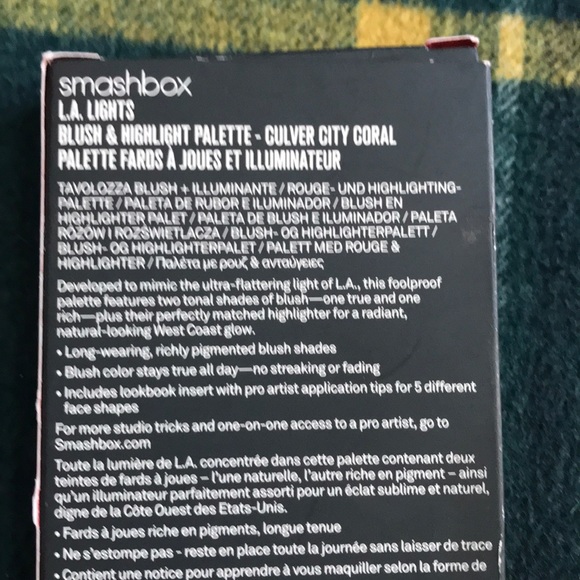 smashbox
L.A. LIGHTS
BLUSH & HIGHLIGHT PALETTE - CULVER CITY CORAL
PALETTE FARDS À JOUES ET ILLUMINATEUR
TAVOLOZZA BLUSH + ILLUMINANTE / ROUGE- UND HIGHLIGHTING-
PALETTE / PALETA DE RUBOR E ILUMINADOR / BLUSH EN
HIGHLIGHTER PALET / PALETA DE BLUSH E ILUMINADOR / PALETA
RÓŻÓW I ROZŚWIETLACZA / BLUSH- OG HIGHLIGHTERPALETT /
BLUSH- OG HIGHLIGHTERPALET / PALETT MED ROUGE &
HIGHLIGHTER / Παλέτα με ρουζ & ανταύγειες
Developed to mimic the ultra-flattering light of L.A., this foolproof
palette features two tonal shades of blush—one true and one
rich—plus their perfectly matched highlighter for a radiant,
natural-looking West Coast glow.
• Long-wearing, richly pigmented blush shades
• Blush color stays true all day—no streaking or fading
• Includes lookbook insert with pro artist application tips for 5 different
face shapes
For more studio tricks and one-on-one access to a pro artist, go to
Smashbox.com
Toute la lumière de L.A. concentrée dans cette palette contenant deux
teintes de fards à joues – l'une naturelle, l'autre riche en pigment – ainsi
qu'un illuminateur parfaitement assorti pour un éclat sublime et naturel,
digne de la Côte Ouest des Etats-Unis.
• Fards à joues riche en pigments, longue tenue
• Ne s'estompe pas - reste en place toute la journée sans laisser de trace
• Contient une notice pour apprendre à vous maquiller selon la forme de